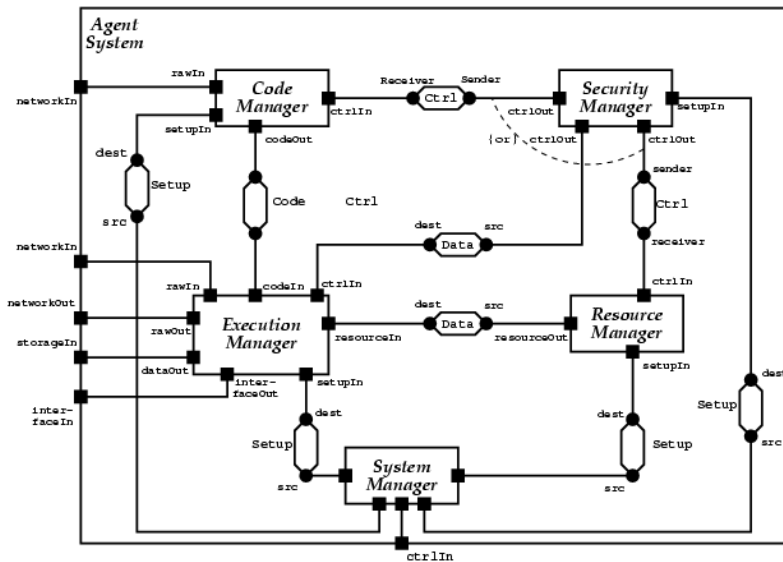 Agent
System
rawIn
Code
Manager
Receiver
Sender
Ctrl
Security
Manager
networkIn
setupIn
ctrlIn
ctrlOut
setupIn
codeOut
{or}
ctrlOut
ctrlOut
dest
Setup
src
sender
Ctrl
receiver
Code
Ctrl
dest
src
Data
networkIn
rawIn
codeIn
ctrlIn
ctrlIn
networkOut
rawOut
Execution
Manager
dest
src
Data
resourceIn
resourceOut
Resource
Manager
storageIn
dataOut
inter-
faceOut
setupIn
setupIn
inter-
faceIn
dest
Setup
src
dest
Setup
src
dest
Setup
src
System
Manager
ctrlIn